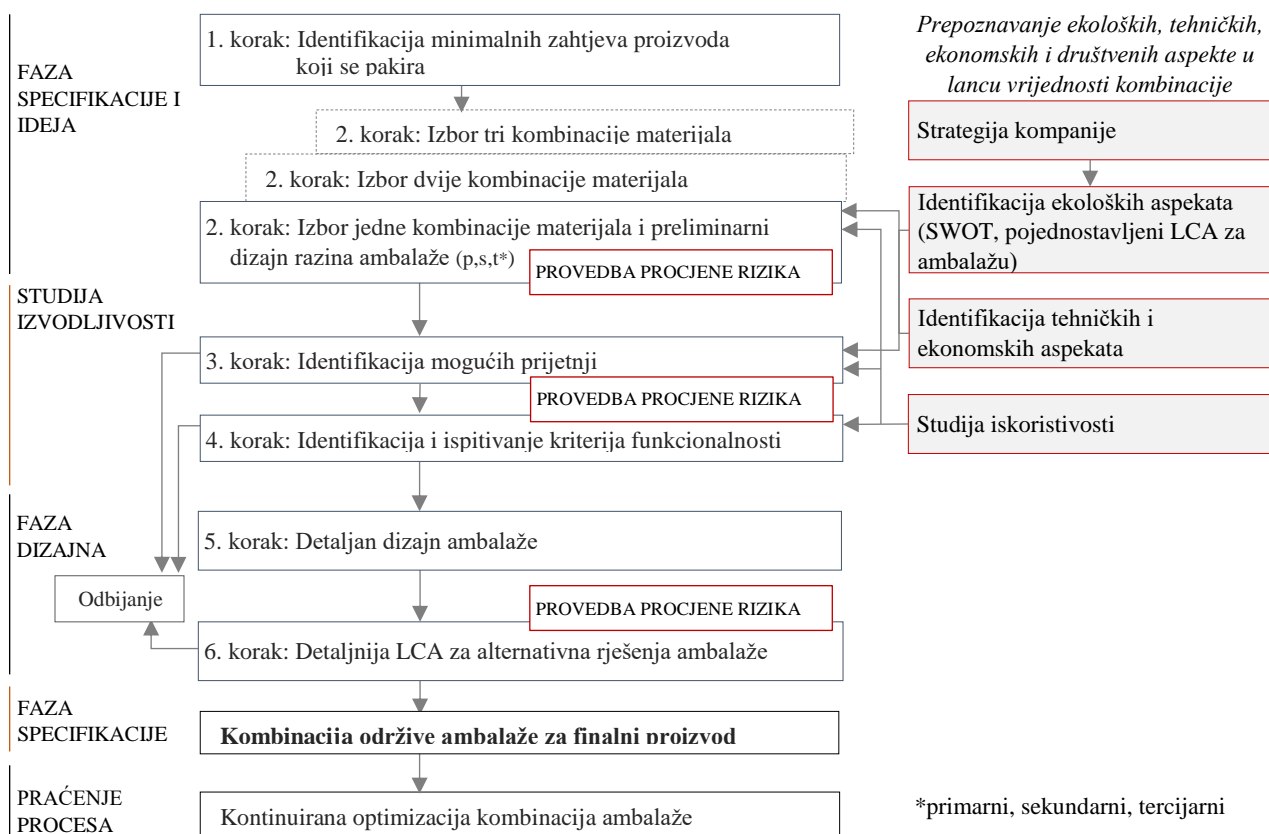 FAZA
SPECIFIKACIJE I
IDEJA
1. korak: Identifikacija minimalnih zahtjeva proizvoda
koji se pakira
2. korak: Izbor tri kombinacije materijala
2. korak: Izbor dvije kombinacije materijala
2. korak: Izbor jedne kombinacije materijala i preliminarni
dizajn razina ambalaže (p,s,t*)
PROVEDBA PROCJENE RIZIKA
STUDIJA
IZVODLJIVOSTI
3. korak: Identifikacija mogućih prijetnji
PROVEDBA PROCJENE RIZIKA
4. korak: Identifikacija i ispitivanje kriterija funkcionalnosti
FAZA
DIZAJNA
5. korak: Detaljan dizajn ambalaže
Odbijanje
PROVEDBA PROCJENE RIZIKA
6. korak: Detaljnija LCA za alternativna rješenja ambalaže
FAZA
SPECIFIKACIJE
Kombinacija održive ambalaže za finalni proizvod
PRAĆENJE
PROCESA
Kontinuirana optimizacija kombinacija ambalaže
Prepoznavanje ekoloških, tehničkih,
ekonomskih i društvenih aspekte u
lancu vrijednosti kombinacije
Strategija kompanije
Identifikacija ekoloških aspekata
(SWOT, pojednostavljeni LCA za
ambalažu)
Identifikacija tehničkih i
ekonomskih aspekata
Studija iskoristivosti
*primarni, sekundarni, tercijarni